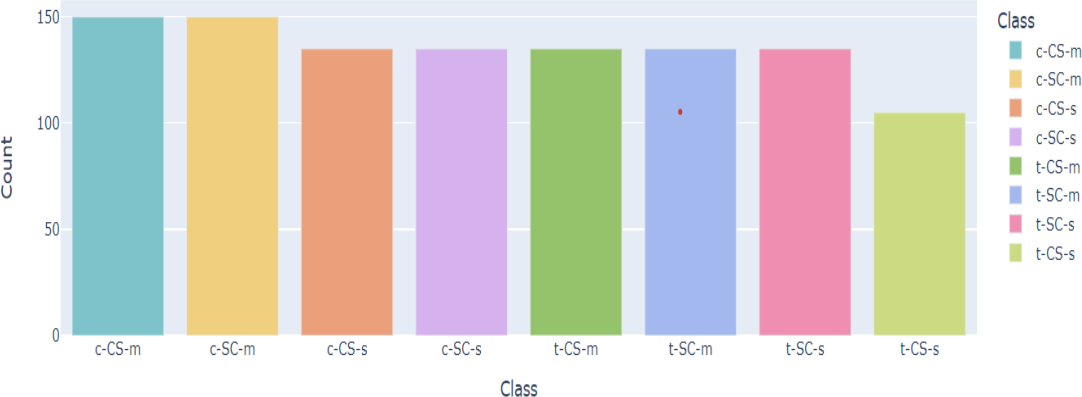 Count
150
100
50
0
c-CS-m
c-SC-m
c-CS-s
c-SC-s
t-CS-m
t-SC-m
t-SC-s
t-CS-s
Class
Class
c-CS-m
c-SC-m
c-CS-s
c-SC-s
t-CS-m
t-SC-m
t-SC-s
t-CS-s